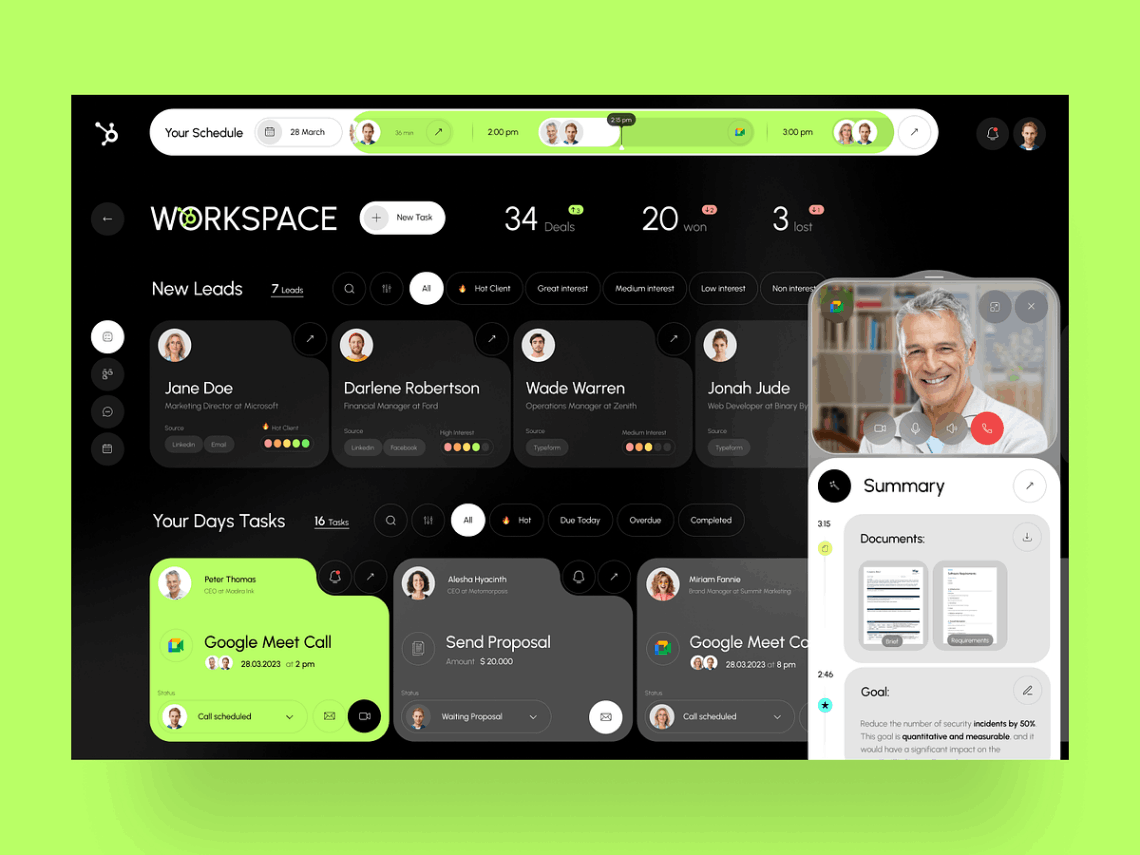 Your Schedule
28 March
36 min
2:00 pm
2:15 pm
3:00 pm
WORKSPACE
New Task
34 Deals
3
20 won
2
3 lost
1
New Leads
7 Leads
All
Hot Client
Great interest
Medium interest
Low interest
Non interest
Jane Doe
Marketing Director at Microsoft
Source
Hot Client
Linkedin
Email
Darlene Robertson
Financial Manager at Ford
Source
High Interest
Linkedin
Facebook
Wade Warren
Operations Manager at Zenith
Source
Medium Interest
Typeform
Jonah Jude
Web Developer at Binary By
Source
Typeform
Your Days Tasks
16 Tasks
All
Hot
Due Today
Overdue
Completed
Peter Thomas
CEO at Madira Ink
Google Meet Call
28.03.2023 at 2 pm
Status
Call scheduled
Alesha Hyacinth
CEO at Metomorpoos
Send Proposal
Amount $ 20.000
Status
Waiting Proposal
Miriam Fannie
Brand Manager at Summit Marketing
Google Meet Ca
28.03.2023 at 8 pm
Status
Call scheduled
Summary
3:15
Documents:
Brief
Requirements
2:46
Goal:
Reduce the number of security incidents by 50%.
This goal is quantitative and measurable, and it
would have a significant impact on the